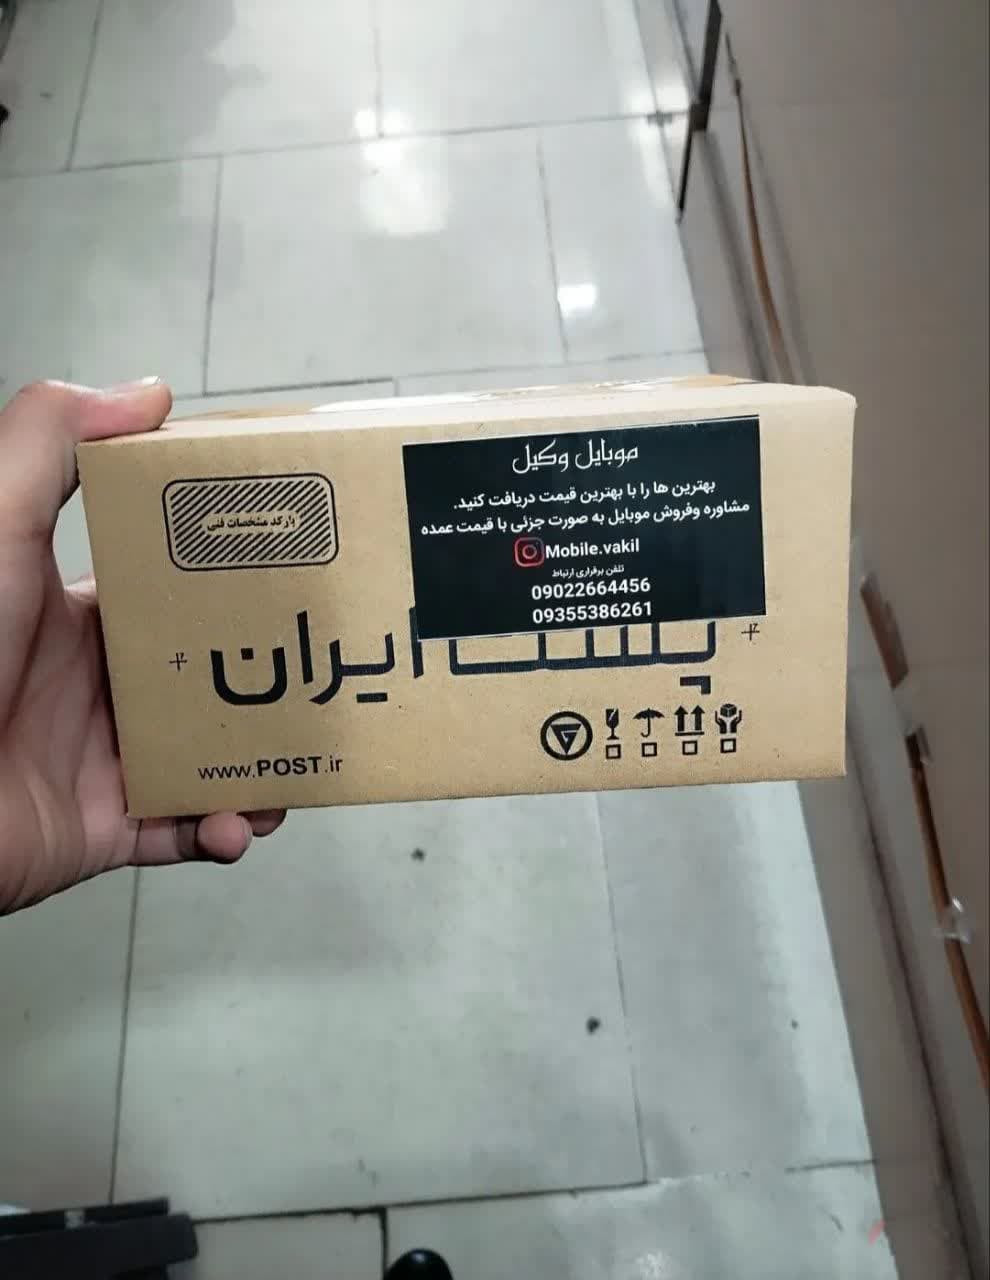 موبایل وکیل
بهترین ها را با بهترین قیمت دریافت کنید.
مشاوره وفروش موبایل به صورت جزئی با قیمت عمده
Mobile.vakil
تلفن برقراری ارتباط
09022664456
09355386261
بارکد مشخصات فنی
پست ایران
www.POST.ir